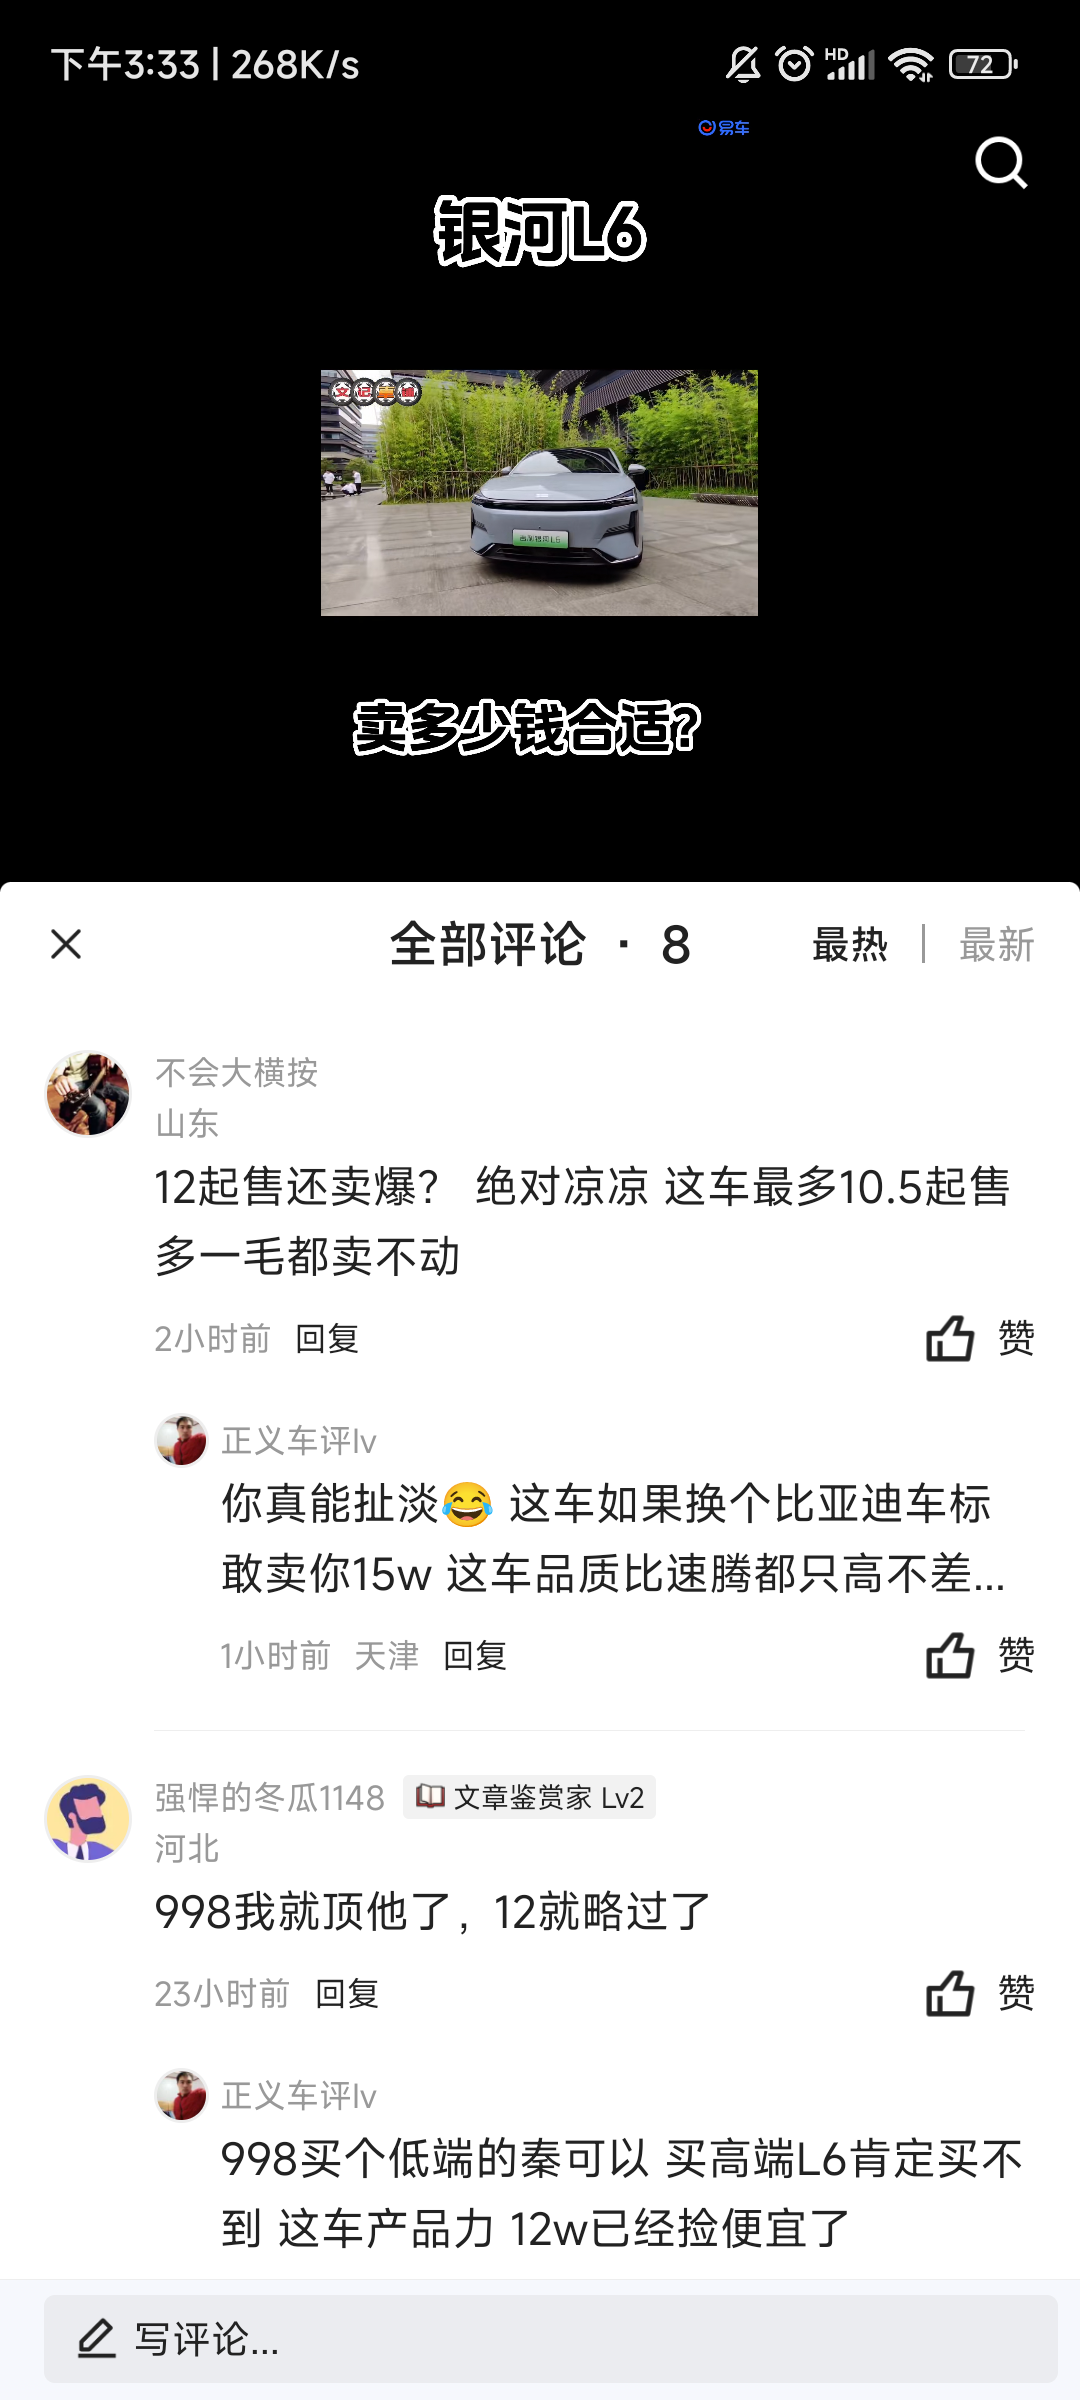 下午3:33 | 268K/s
HD
72
易车
银河L6
吉利银河L6
卖多少钱合适?
全部评论 · 8
最热 | 最新
不会大横按
山东
12起售还卖爆? 绝对凉凉 这车最多10.5起售
多一毛都卖不动
2小时前 回复
赞
正义车评lv
你真能扯淡😂 这车如果换个比亚迪车标
敢卖你15w 这车品质比速腾都只高不差...
1小时前 天津 回复
赞
强悍的冬瓜1148 文章鉴赏家 Lv2
河北
998我就顶他了，12就略过了
23小时前 回复
赞
正义车评lv
998买个低端的秦可以 买高端L6肯定买不
到 这车产品力 12w已经捡便宜了
写评论...